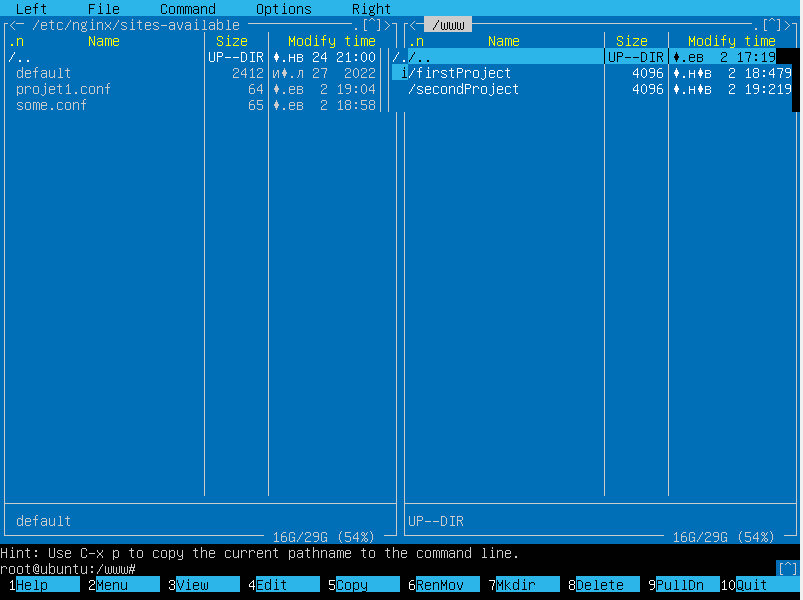 Left File Command Options Right
<─ /etc/nginx/sites-available .[^]> <─ /www .[^]>
.n Name Size Modify time .n Name Size Modify time
/.. UP--DIR ♦.нв 24 21:00 /. /.. UP--DIR ♦.ев 2 17:19
default 2412 и♦.л 27 2022 i /firstProject 4096 ♦.н♦в 2 18:479
projet1.conf 64 ♦.ев 2 19:04 /secondProject 4096 ♦.н♦в 2 19:219
some.conf 65 ♦.ев 2 18:58
default UP--DIR
16G/29G (54%) 16G/29G (54%)
Hint: Use C-x p to copy the current pathname to the command line.
root@ubuntu:/www# [^]
1Help 2Menu 3View 4Edit 5Copy 6RenMov 7Mkdir 8Delete 9PullDn 10Quit